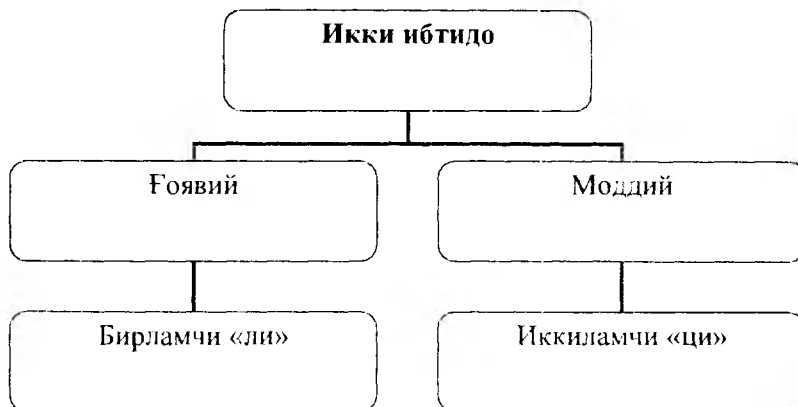 Икки ибтидо
Ғоявий
Моддий
Бирламчи «ли»
Иккиламчи «ци»